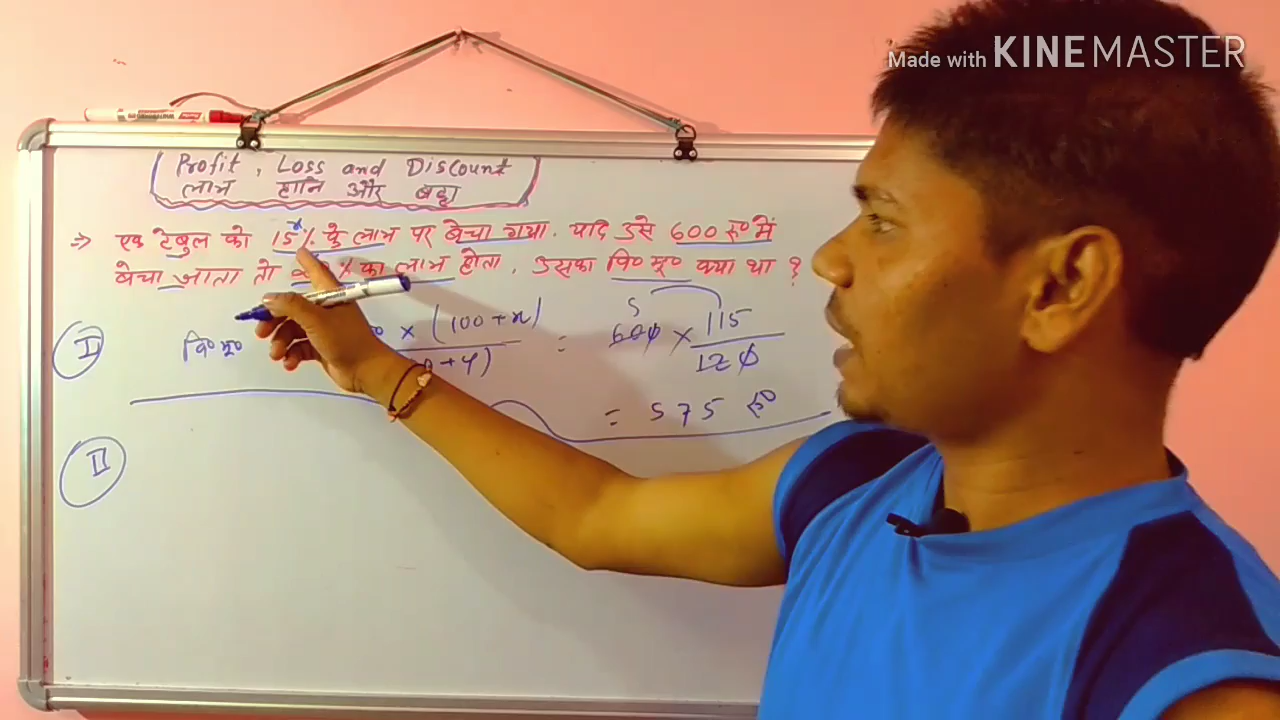 Made with KINEMASTER
Profit, Loss and Discount
लाभ हानि और बट्टा
⇒ एक टेबुल को 15% के लाभ पर बेचा गया. यदि उसे 600 रू० में
x
बेचा जाता तो % का लाभ होता. उसका वि० मू० क्या था ?
I वि० मू० × (100 + x) / + y) = 600 × 115 / 120
5
= 575 रू०
II